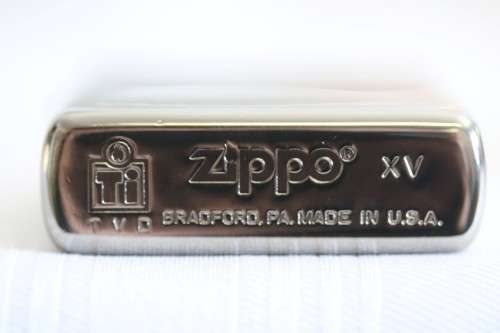 Zippo® XV
Ti
TVD BRADFORD, PA. MADE IN U.S.A.